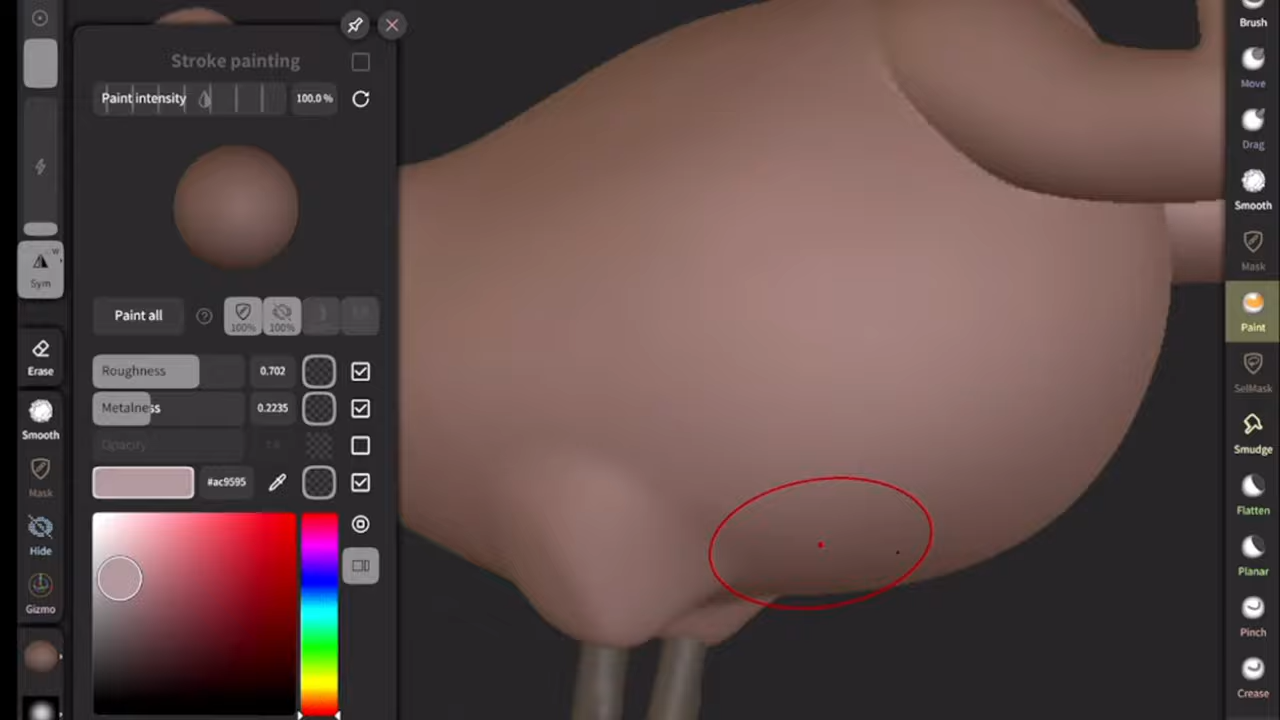 Stroke painting
Paint intensity
100.0 %
W
Sym
Paint all
?
100%
100%
Erase
Roughness
0.702
Smooth
Metalness
0.2235
Opacity
Mask
#ac9595
Hide
Gizmo
Brush
Move
Drag
Smooth
Mask
Paint
SelMask
Smudge
Flatten
Planar
Pinch
Crease